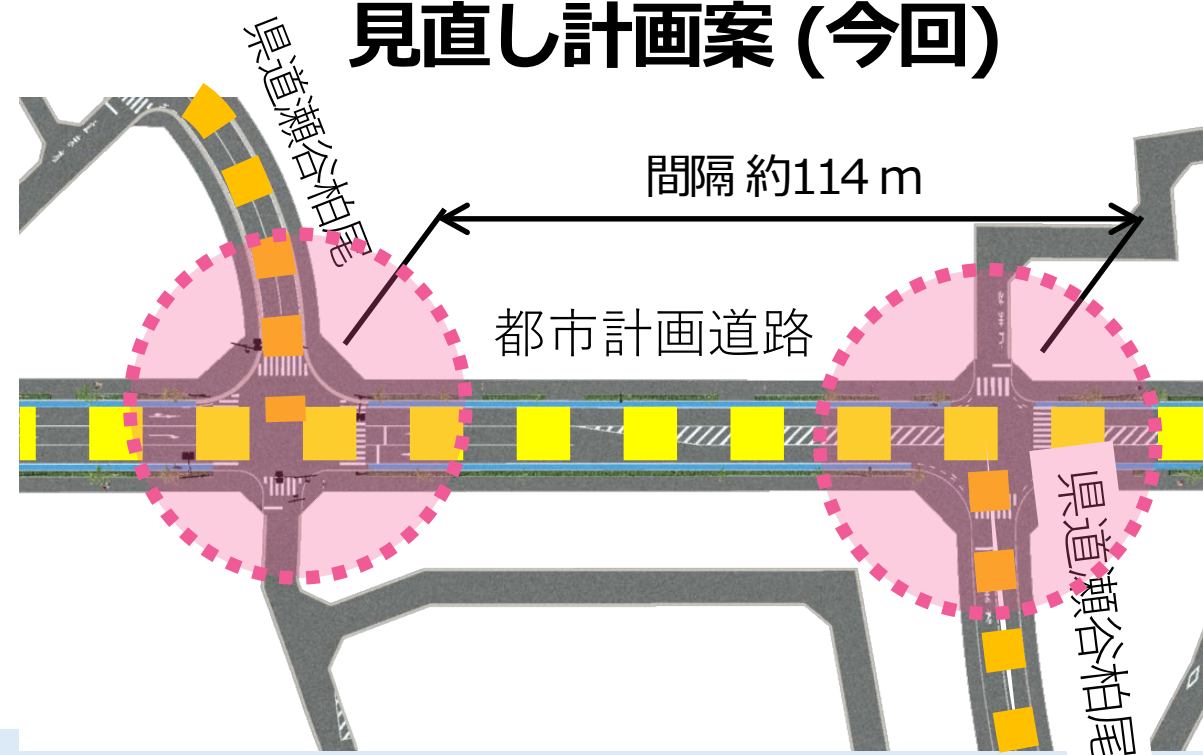 見直し計画案 (今回)
県道瀬谷柏尾
間隔 約114 m
都市計画道路
県道瀬谷柏尾